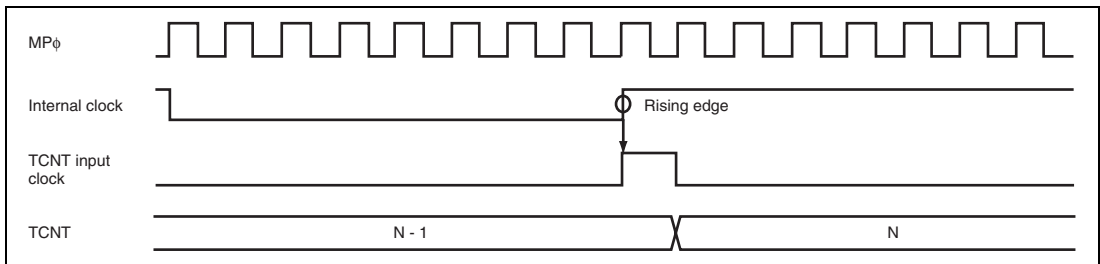 MPφ
Internal clock
Rising edge
TCNT input
clock
TCNT
N - 1
N